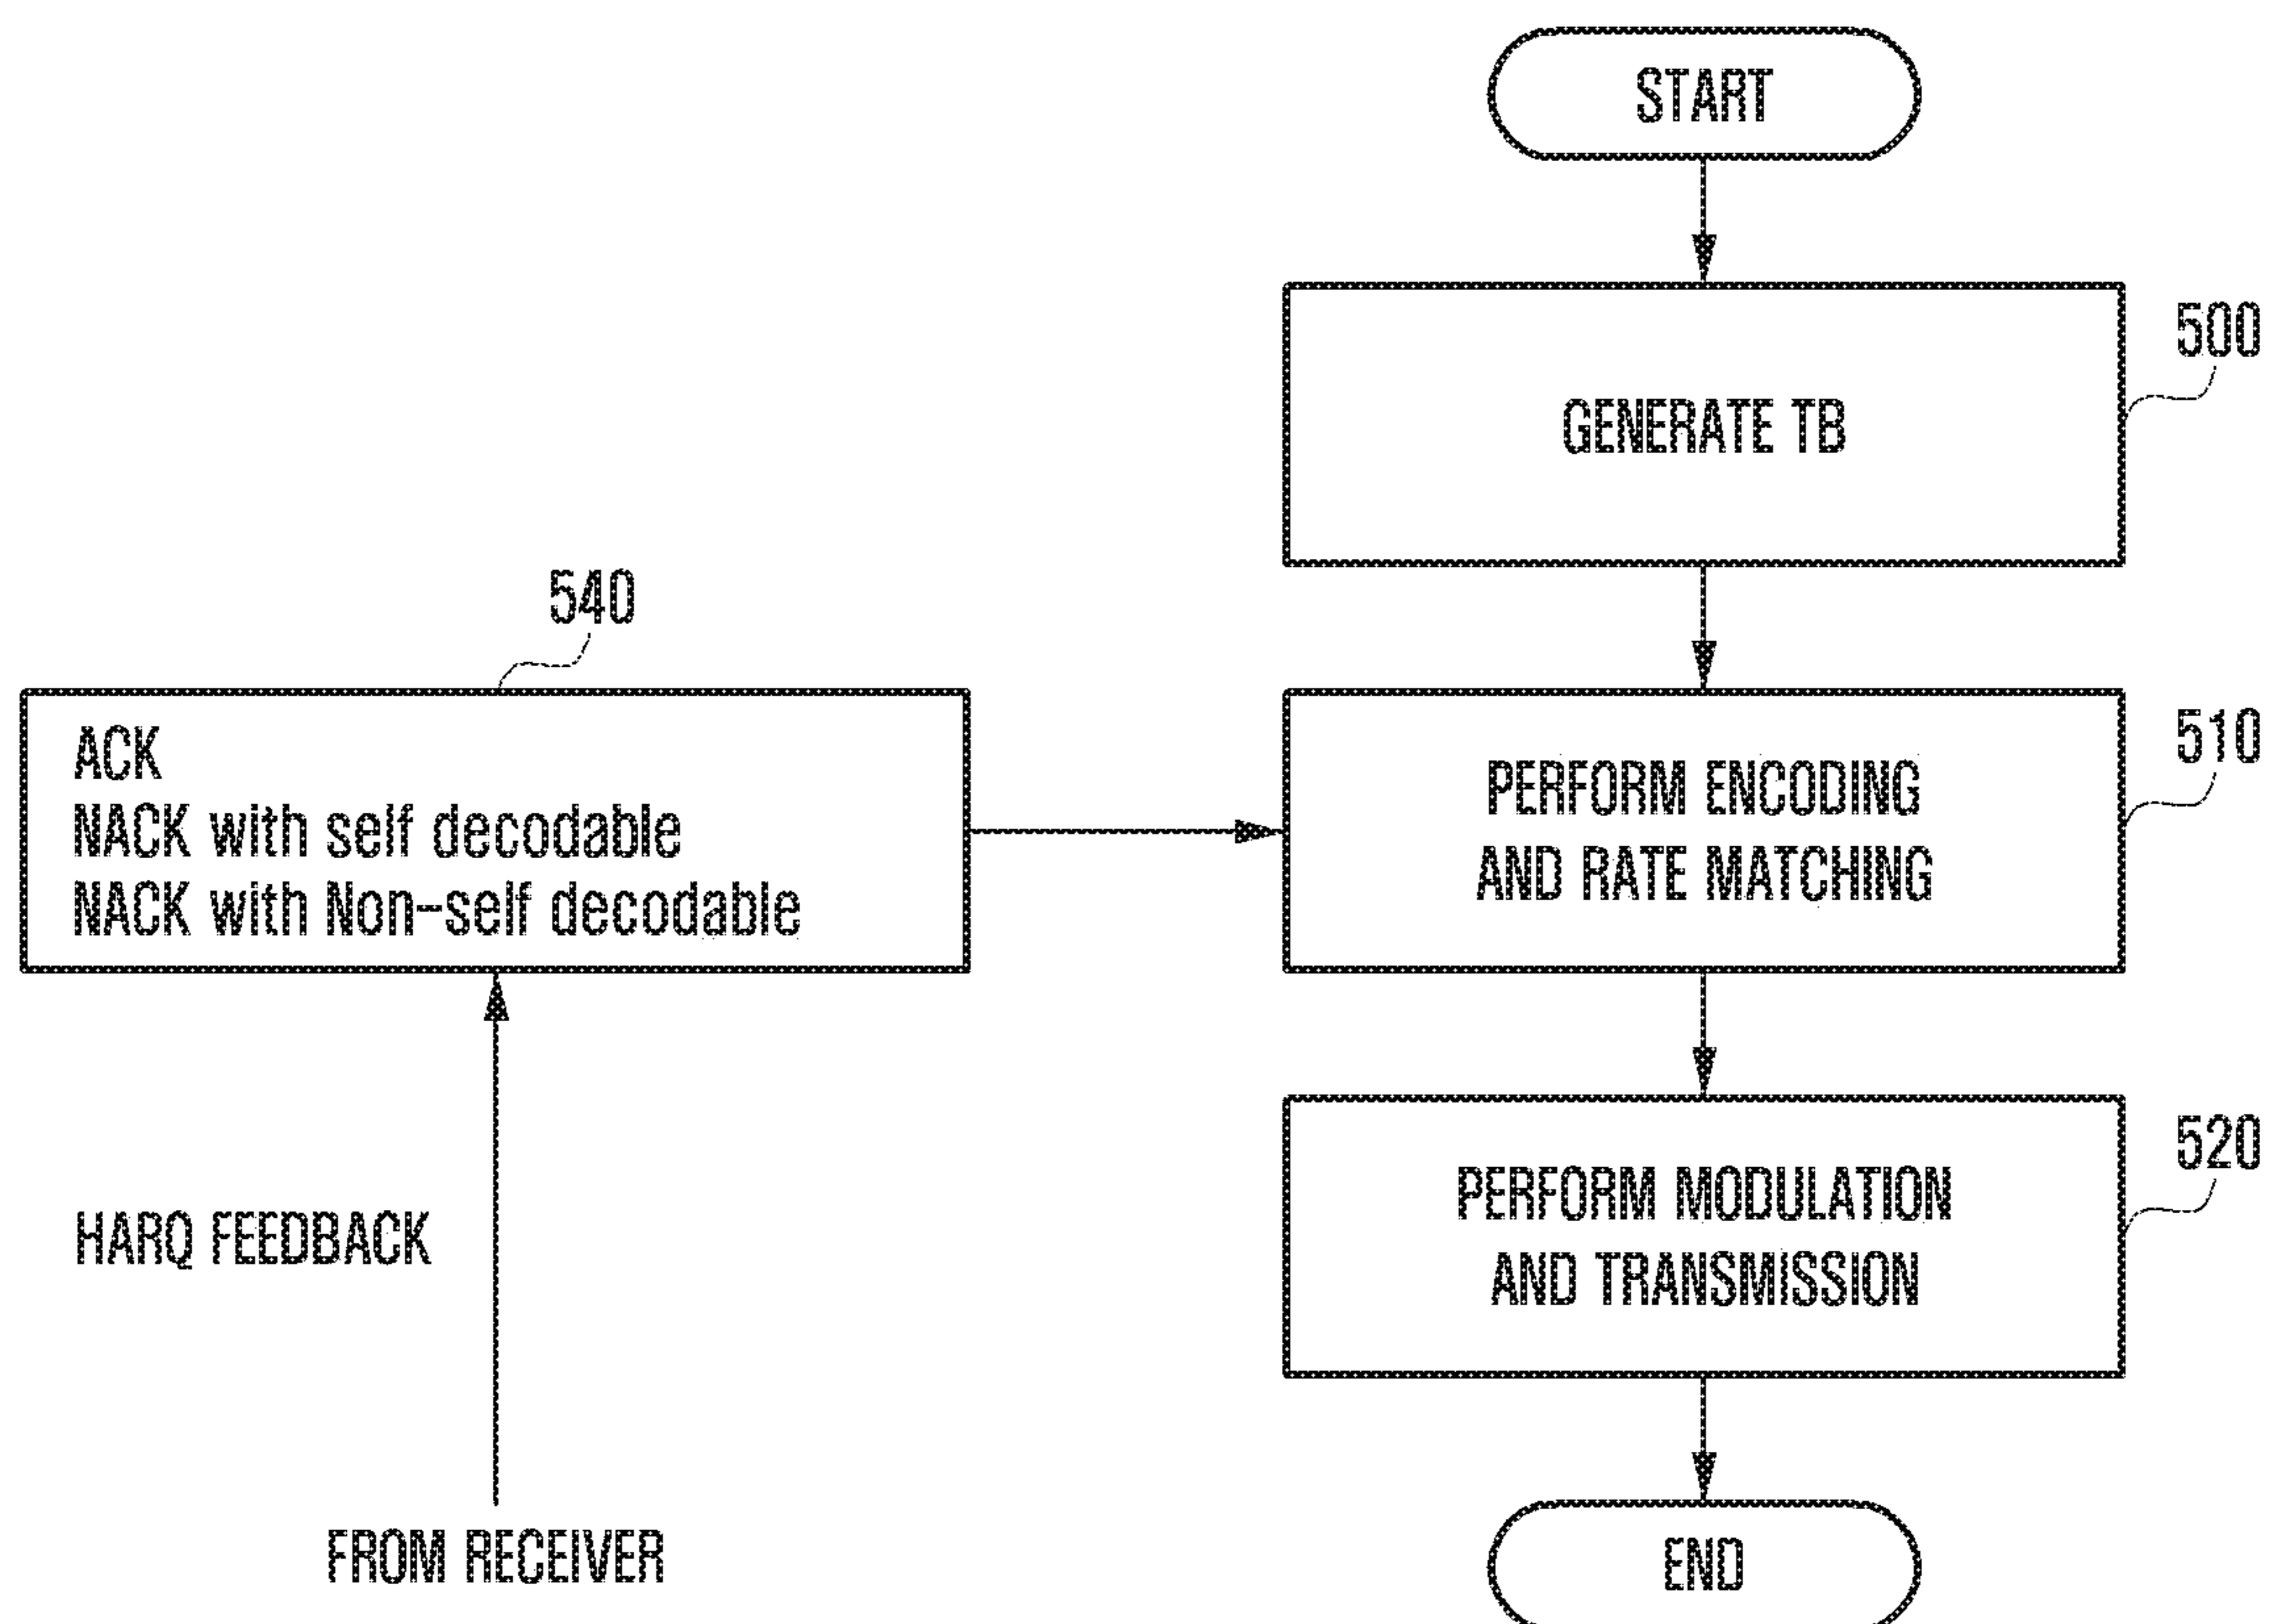 START
500
GENERATE TB
540
510
ACK
NACK with self decodable
NACK with Non-self decodable
PERFORM ENCODING
AND RATE MATCHING
520
PERFORM MODULATION
AND TRANSMISSION
HARQ FEEDBACK
FROM RECEIVER
END